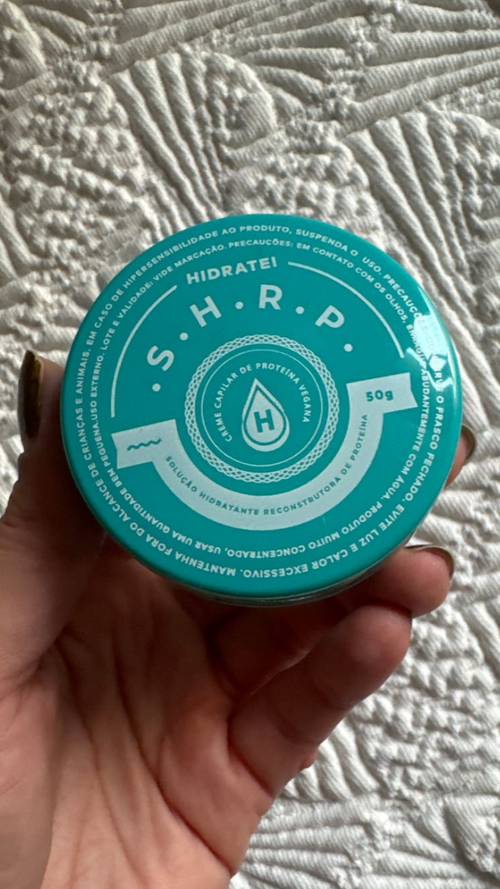 HIDRATEI
.S.H.R.P.
CREME CAPILAR DE PROTEÍNA VEGANA
H
50g
SOLUÇÃO HIDRATANTE RECONSTRUTORA DE PROTEÍNA
EM CASO DE HIPERSENSIBILIDADE AO PRODUTO, SUSPENDA O USO. PRECAUÇÕ
O FRASCO FECHADO. EVITE LUZ E CALOR EXCESSIVO. MANTENHA FORA DO ALCANCE DE CRIANÇAS E ANIMAIS.
USO EXTERNO. LOTE E VALIDADE: VIDE MARCAÇÃO. PRECAUÇÕES: EM CONTATO COM OS OLHOS,
ABUDANTEMENTE COM ÁGUA. PRODUTO MUITO CONCENTRADO, USAR UMA QUANTIDADE BEM PEQUENA.